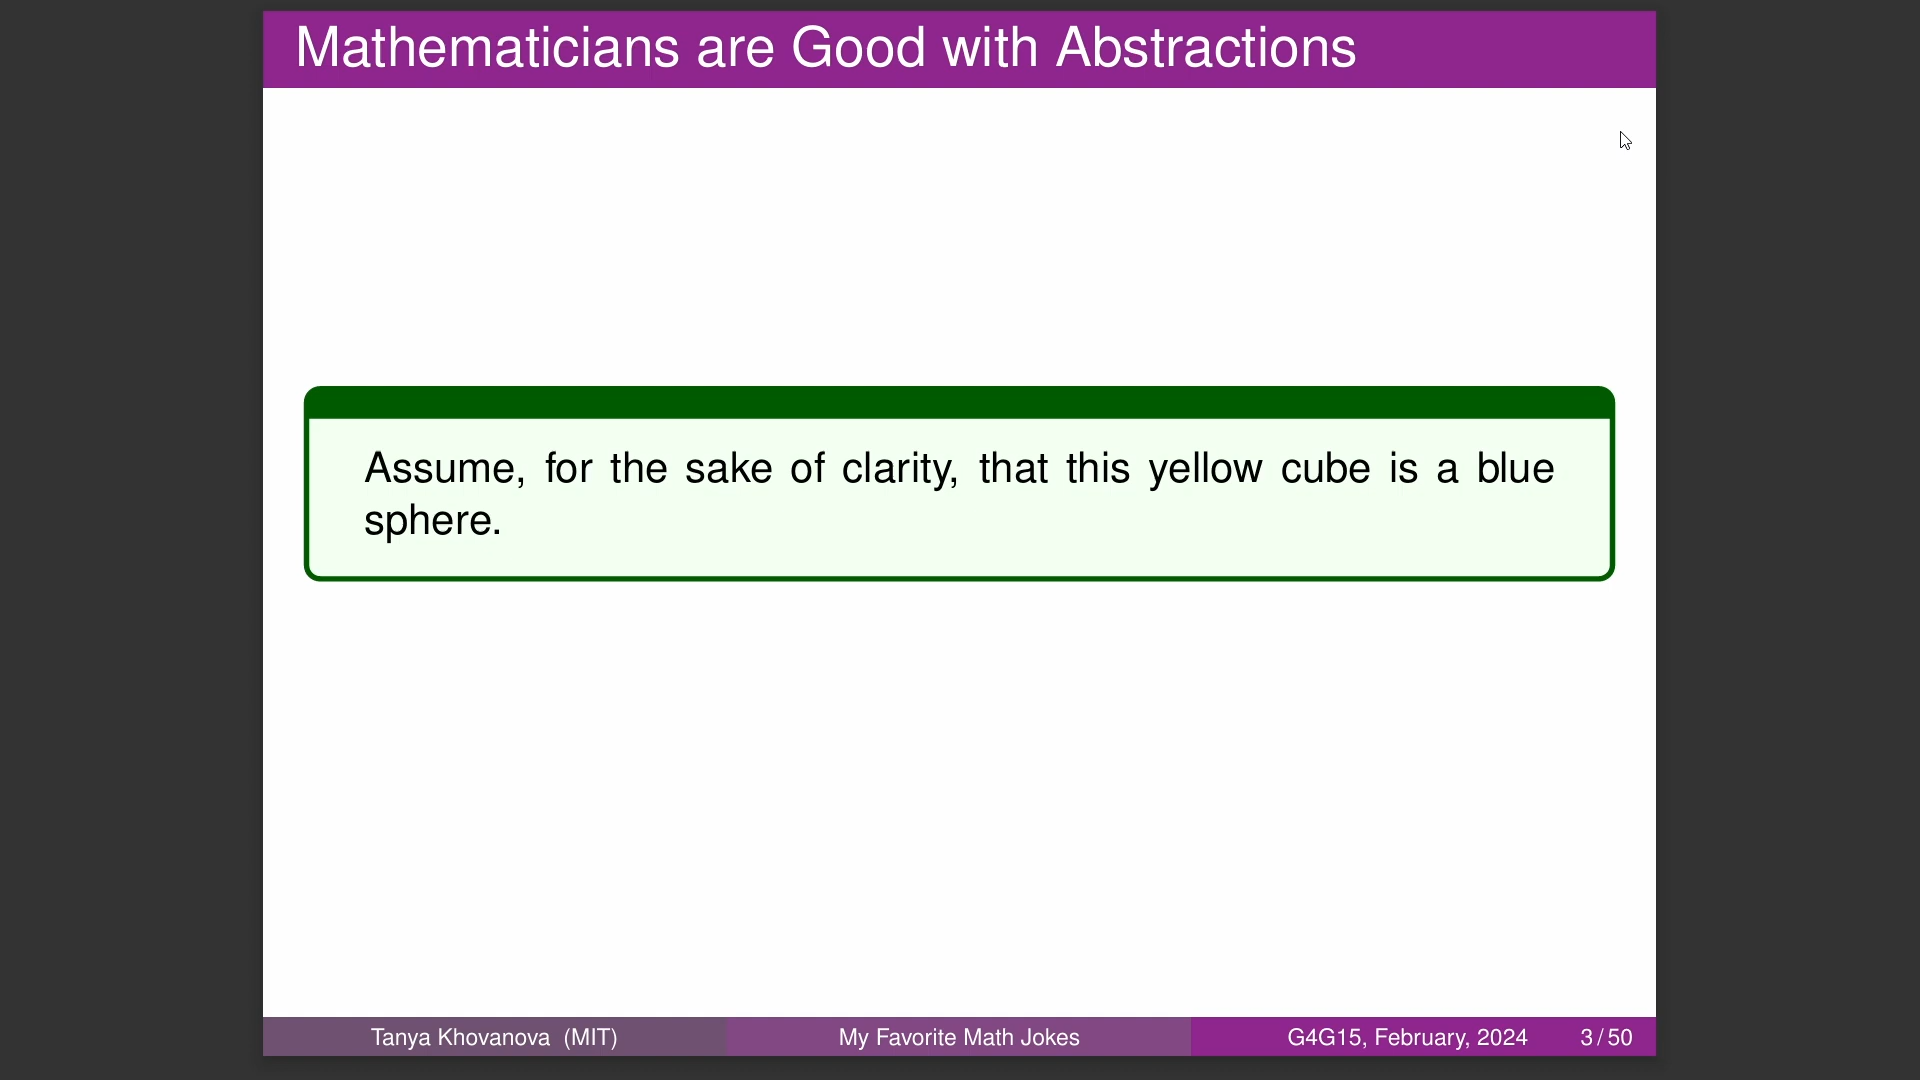 Mathematicians are Good with Abstractions
Assume, for the sake of clarity, that this yellow cube is a blue
sphere.
Tanya Khovanova (MIT) My Favorite Math Jokes G4G15, February, 2024 3 / 50